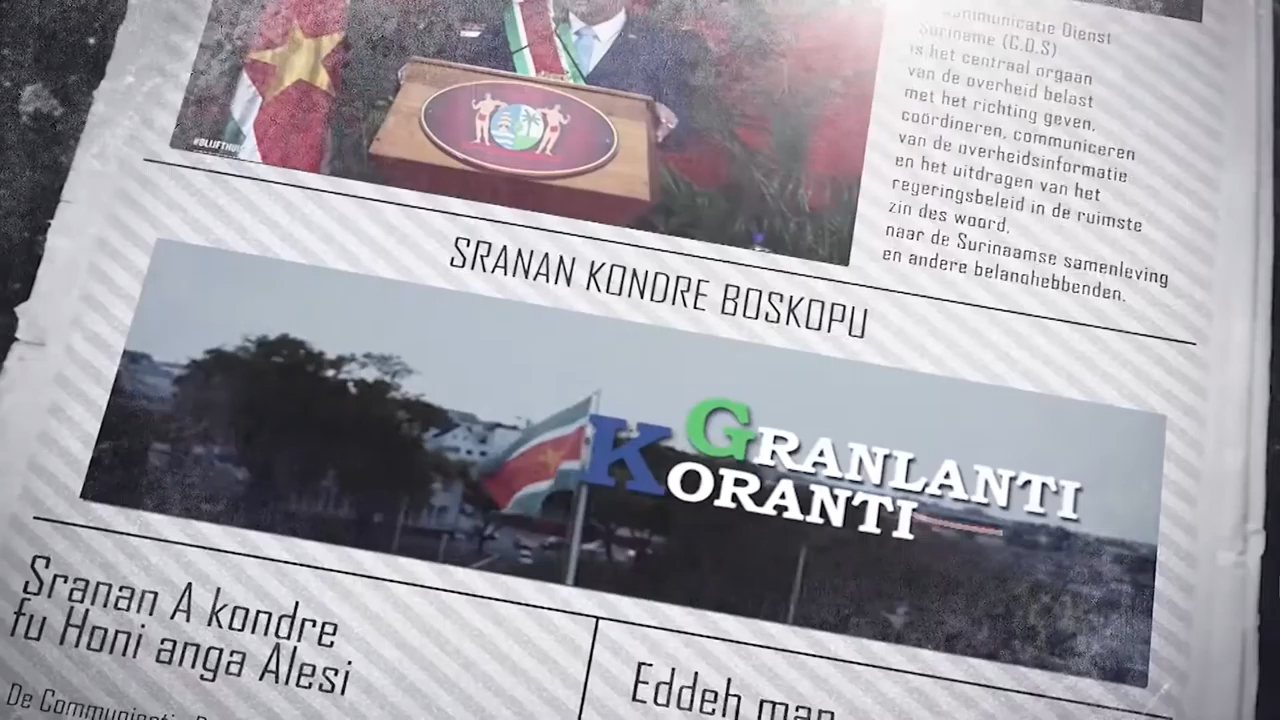 Dienst
Suriname (C.D.S)
is het centraal orgaan
van de overheid belast
met het richting geven,
coördineren, communiceren
van de overheidsinformatie
en het uitdragen van het
regeringsbeleid in de ruimste
zin des woord,
naar de Surinaamse samenleving
en andere belanghebbenden.
SRANAN KONDRE BOSKOPU
GRANLANTI
KORANTI
Sranan A kondre
fu Honi anga Alesi
Eddeh man
De